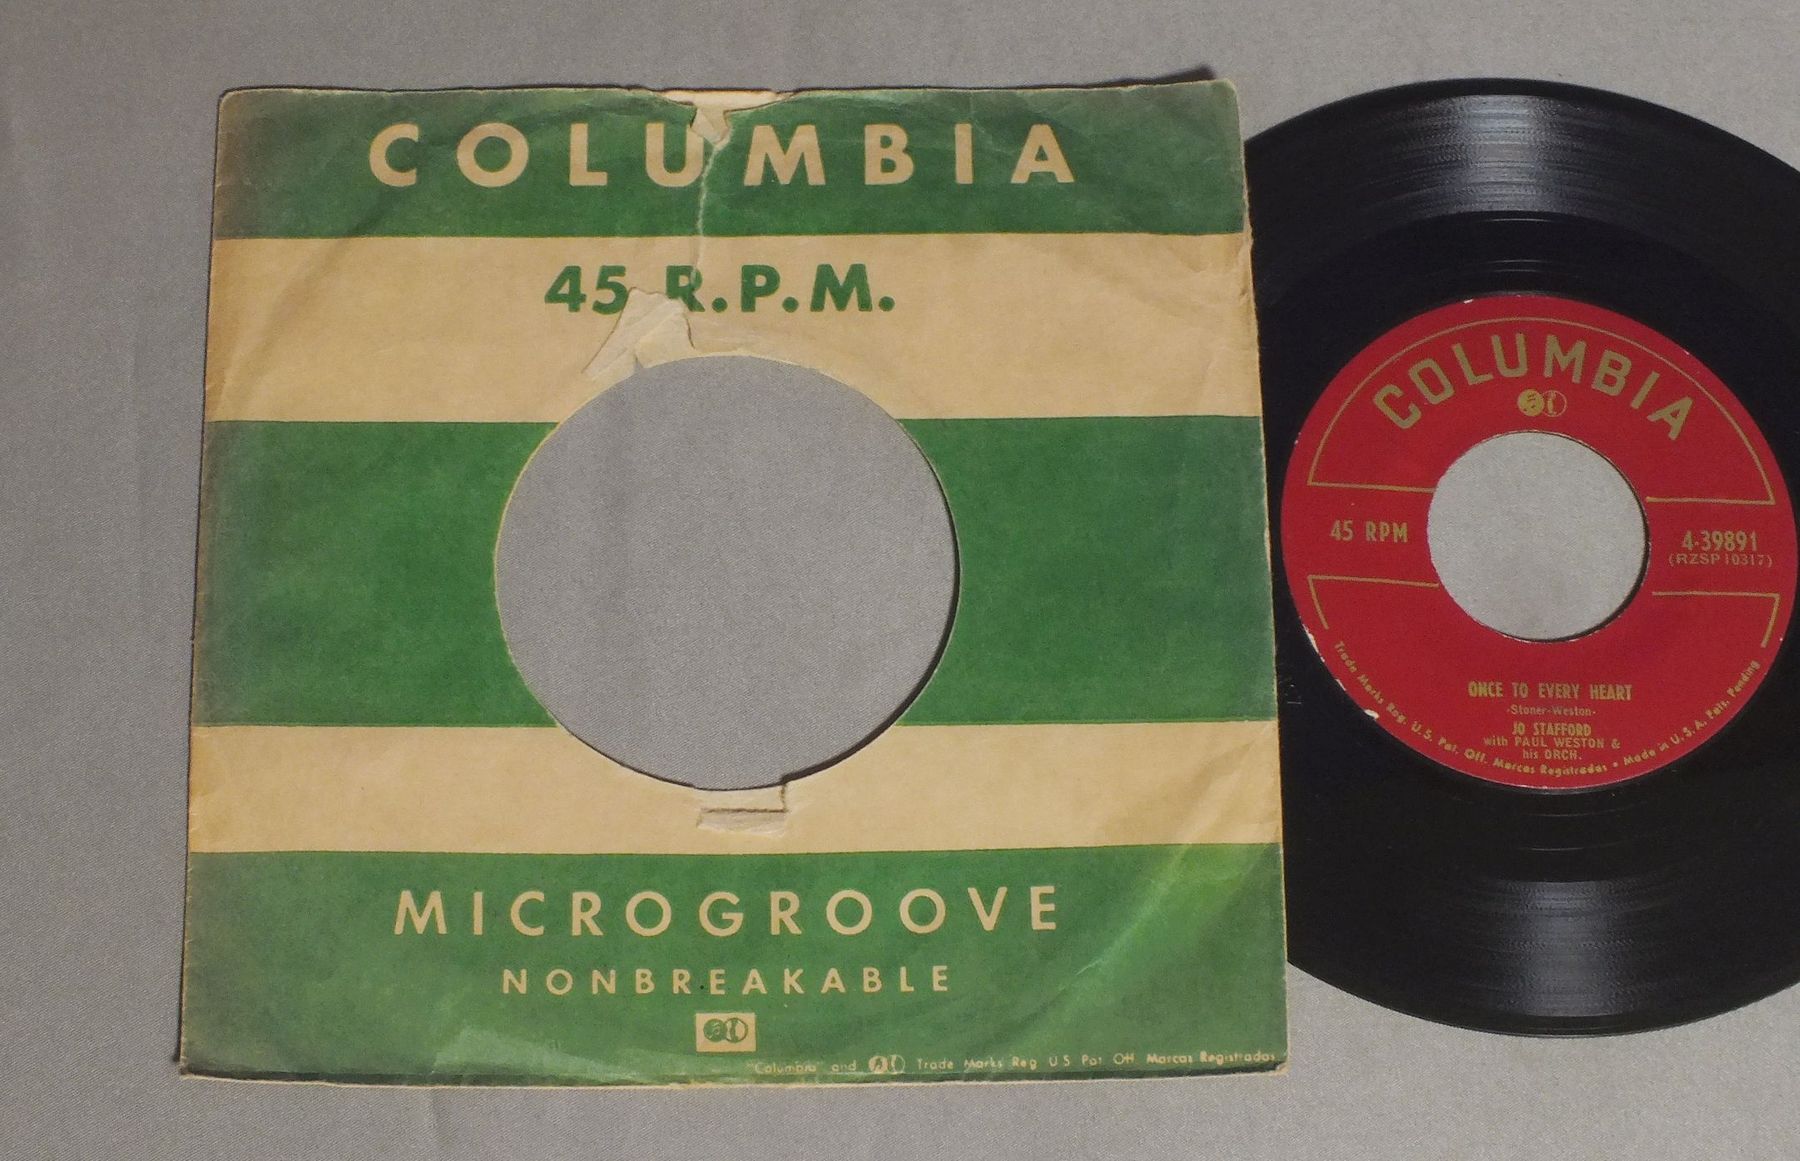 COLUMBIA
45 R.P.M.
MICROGROOVE
NONBREAKABLE
"Columbia" and Trade Marks Reg. U.S. Pat. Off. Marcas Registradas
COLUMBIA
45 RPM
4-39891
(RZSP10317)
ONCE TO EVERY HEART
-Stoner-Weston-
JO STAFFORD
with PAUL WESTON &
his ORCH.
Trade Marks Reg. U.S. Pat. Off. Marcas Registradas • Made in U.S.A. Pats. Pending